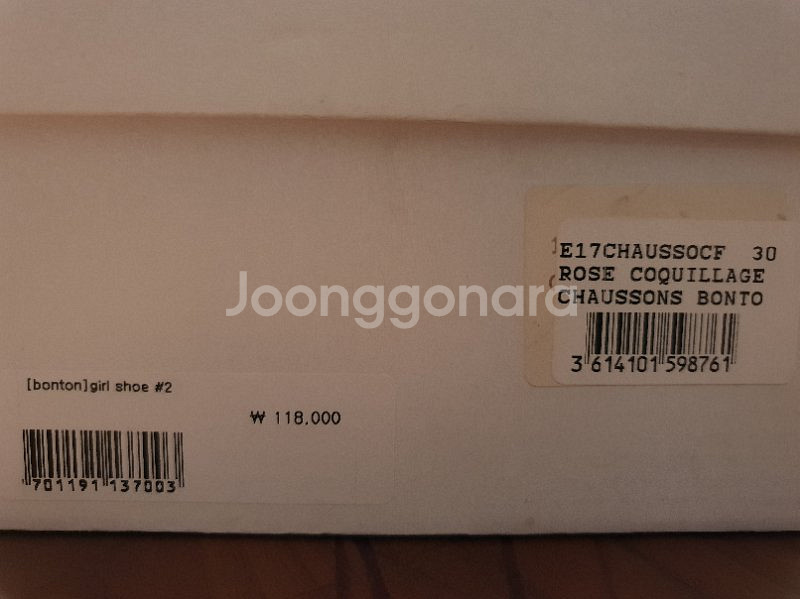 E17CHAUSSOCF 30
ROSE COQUILLAGE
CHAUSSONS BONTO
3 614101 598761
Joonggonara
[bonton]girl shoe #2
₩ 118,000
701191 137003